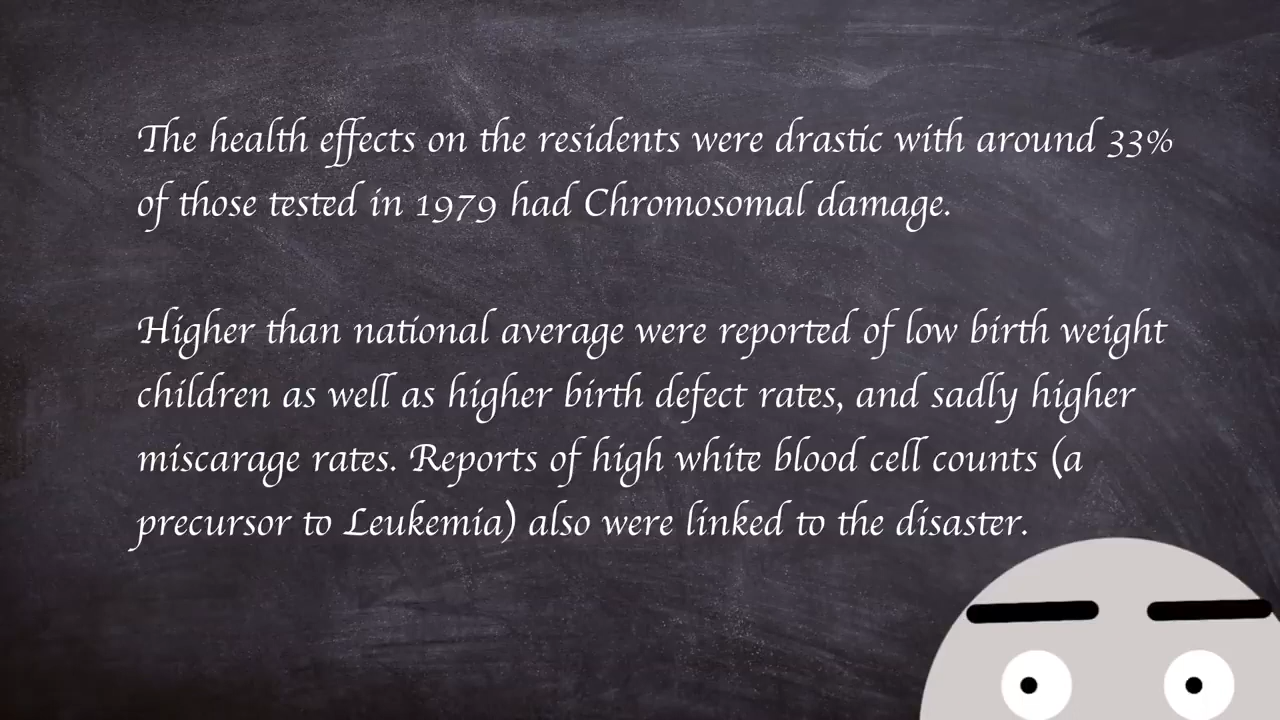 The health effects on the residents were drastic with around 33%
of those tested in 1979 had Chromosomal damage.
Higher than national average were reported of low birth weight
children as well as higher birth defect rates, and sadly higher
miscarage rates. Reports of high white blood cell counts (a
precursor to Leukemia) also were linked to the disaster.